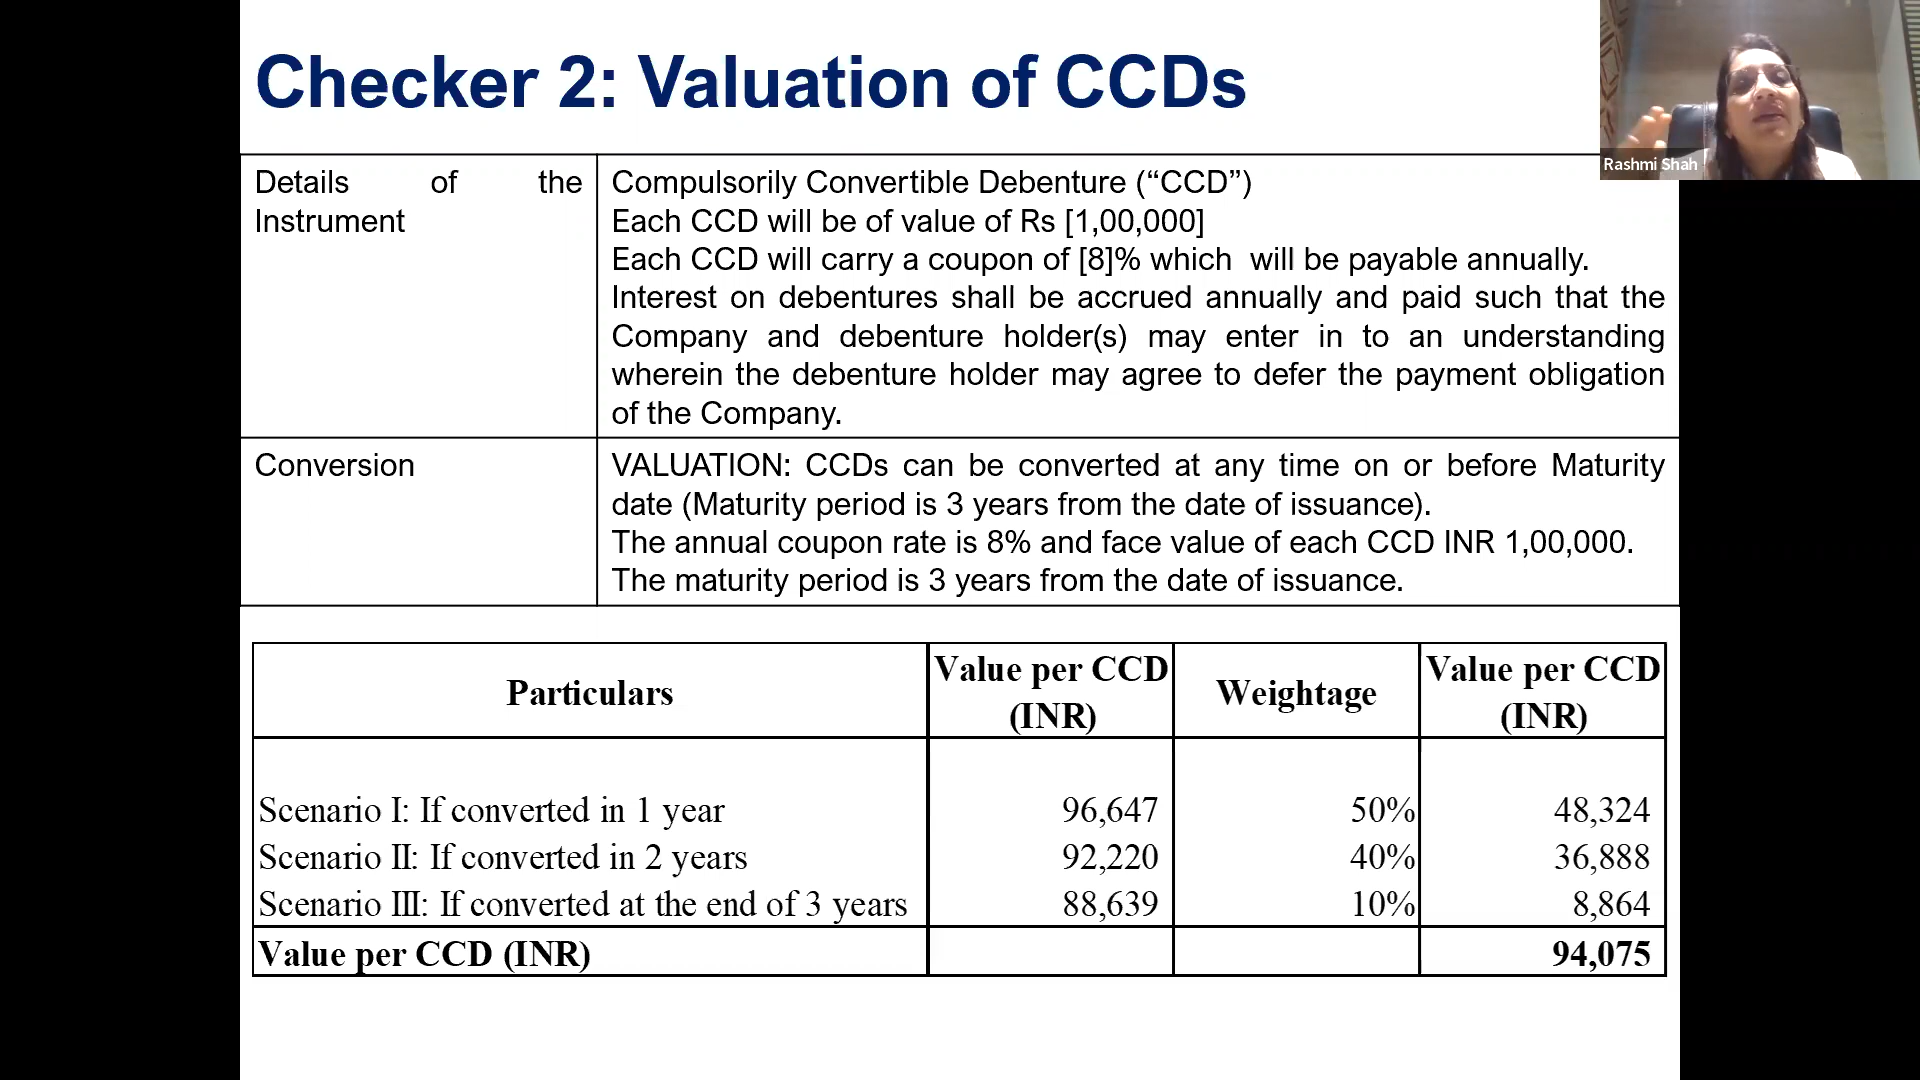 Checker 2: Valuation of CCDs
Rashmi Shah
Details of the
Instrument
Compulsorily Convertible Debenture (“CCD”)
Each CCD will be of value of Rs [1,00,000]
Each CCD will carry a coupon of [8]% which will be payable annually.
Interest on debentures shall be accrued annually and paid such that the
Company and debenture holder(s) may enter in to an understanding
wherein the debenture holder may agree to defer the payment obligation
of the Company.
Conversion
VALUATION: CCDs can be converted at any time on or before Maturity
date (Maturity period is 3 years from the date of issuance).
The annual coupon rate is 8% and face value of each CCD INR 1,00,000.
The maturity period is 3 years from the date of issuance.
Particulars
Value per CCD
(INR)
Weightage
Value per CCD
(INR)
Scenario I: If converted in 1 year 96,647 50% 48,324
Scenario II: If converted in 2 years 92,220 40% 36,888
Scenario III: If converted at the end of 3 years 88,639 10% 8,864
Value per CCD (INR) 94,075